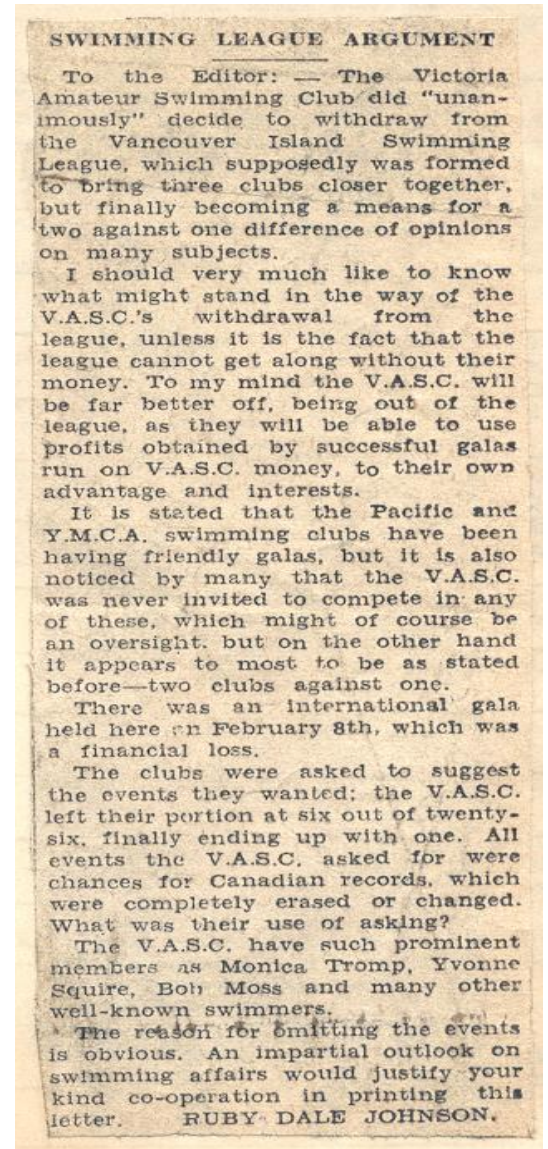 SWIMMING LEAGUE ARGUMENT
To the Editor: — The Victoria
Amateur Swimming Club did "unan-
imously" decide to withdraw from
the Vancouver Island Swimming
League, which supposedly was formed
to bring three clubs closer together,
but finally becoming a means for a
two against one difference of opinions
on many subjects.
I should very much like to know
what might stand in the way of the
V.A.S.C.'s withdrawal from the
league, unless it is the fact that the
league cannot get along without their
money. To my mind the V.A.S.C. will
be far better off, being out of the
league, as they will be able to use
profits obtained by successful galas
run on V.A.S.C. money, to their own
advantage and interests.
It is stated that the Pacific and
Y.M.C.A. swimming clubs have been
having friendly galas, but it is also
noticed by many that the V.A.S.C.
was never invited to compete in any
of these, which might of course be
an oversight. but on the other hand
it appears to most to be as stated
before—two clubs against one.
There was an international gala
held here on February 8th, which was
a financial loss.
The clubs were asked to suggest
the events they wanted; the V.A.S.C.
left their portion at six out of twenty-
six, finally ending up with one. All
events the V.A.S.C. asked for were
chances for Canadian records, which
were completely erased or changed.
What was their use of asking?
The V.A.S.C. have such prominent
members as Monica Tromp, Yvonne
Squire, Bob Moss and many other
well-known swimmers.
The reason for omitting the events
is obvious. An impartial outlook on
swimming affairs would justify your
kind co-operation in printing this
letter. RUBY DALE JOHNSON.